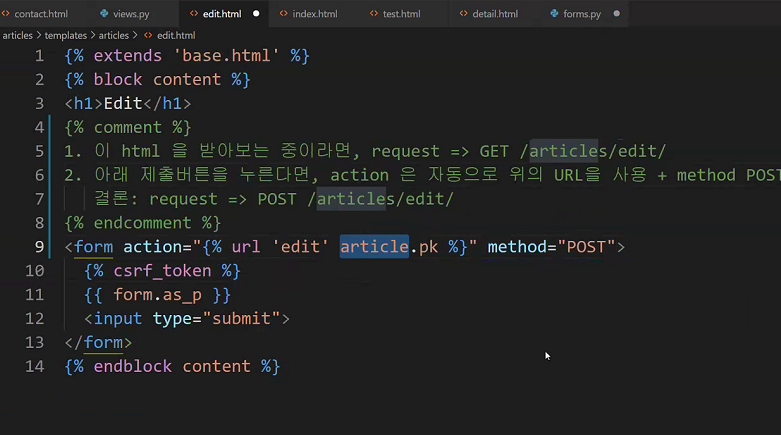 contact.html views.py edit.html index.html test.html detail.html forms.py
articles > templates > articles > edit.html
1 {% extends 'base.html' %}
2 {% block content %}
3 <h1>Edit</h1>
4 {% comment %}
5 1. 이 html 을 받아보는 중이라면, request => GET /articles/edit/
6 2. 아래 제출버튼을 누른다면, action 은 자동으로 위의 URL을 사용 + method POST
7 결론: request => POST /articles/edit/
8 {% endcomment %}
9 <form action="{% url 'edit' article.pk %}" method="POST">
10 {% csrf_token %}
11 {{ form.as_p }}
12 <input type="submit">
13 </form>
14 {% endblock content %}